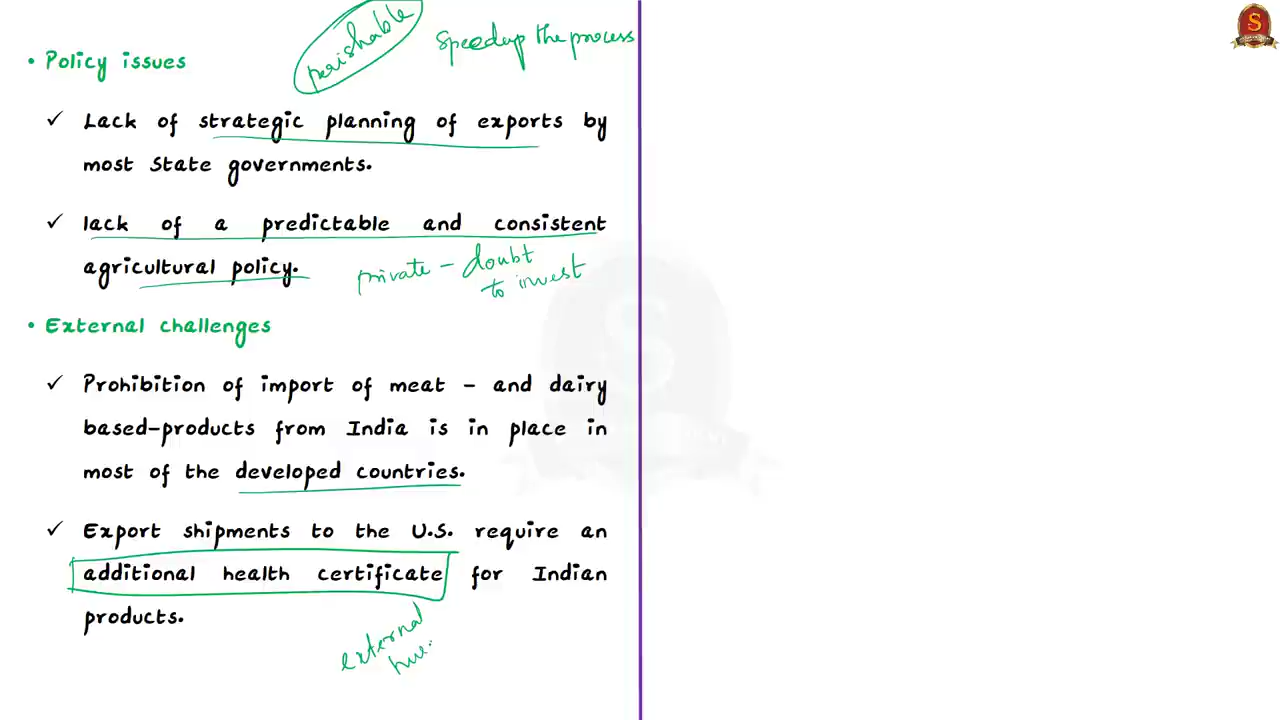 perishable
Speedup the process
• Policy issues
✓ Lack of strategic planning of exports by
most State governments.
✓ lack of a predictable and consistent
agricultural policy.
private – doubt
to invest
• External challenges
✓ Prohibition of import of meat - and dairy
based-products from India is in place in
most of the developed countries.
✓ Export shipments to the U.S. require an
additional health certificate for Indian
products.
external